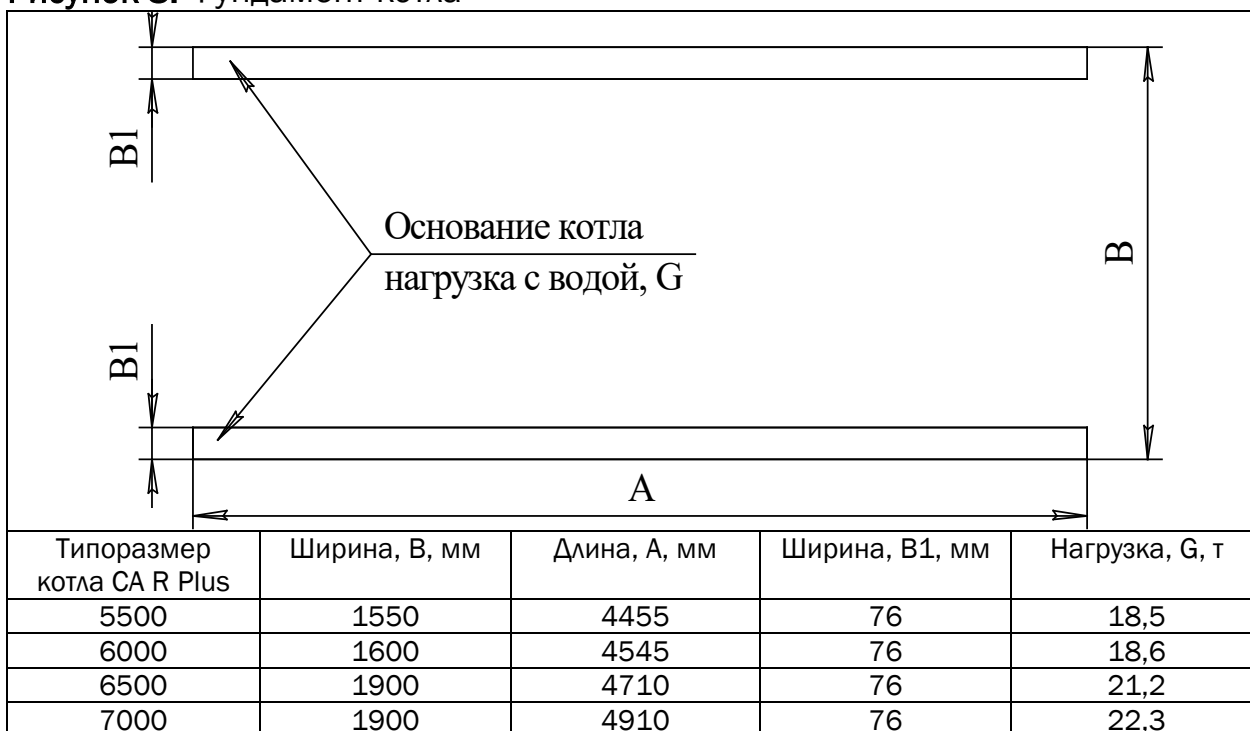 Фундамент котла
B1
Основание котла
нагрузка с водой, G
B
B1
A
Типоразмер котла CA R Plus | Ширина, B, мм | Длина, A, мм | Ширина, B1, мм | Нагрузка, G, т
5500 | 1550 | 4455 | 76 | 18,5
6000 | 1600 | 4545 | 76 | 18,6
6500 | 1900 | 4710 | 76 | 21,2
7000 | 1900 | 4910 | 76 | 22,3